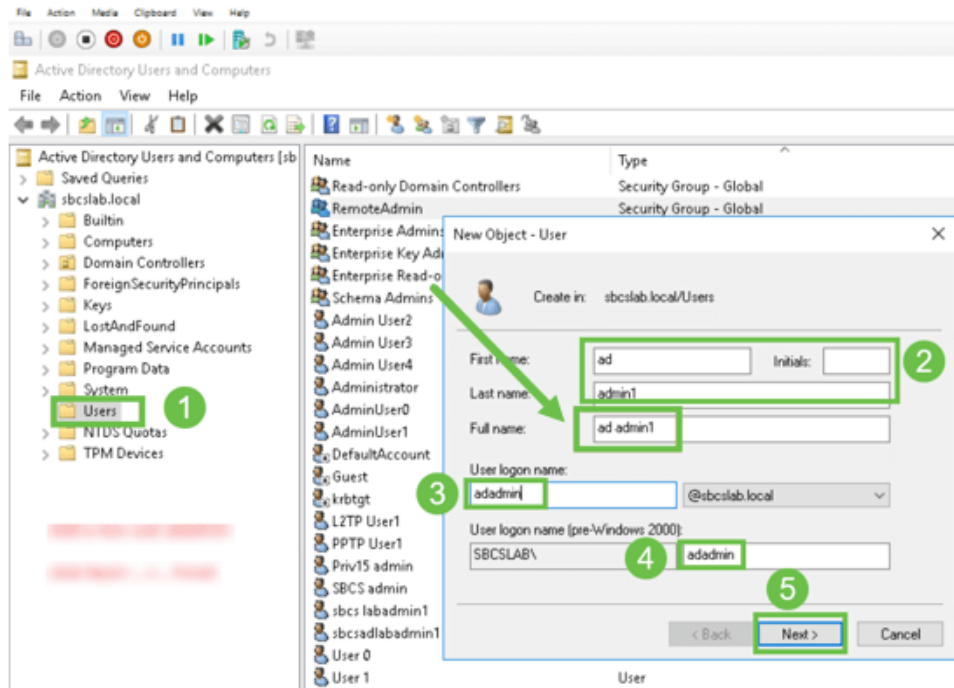 File Action Media Clipboard View Help
Active Directory Users and Computers
File Action View Help
Active Directory Users and Computers [sb
Saved Queries
sbcslab.local
Builtin
Computers
Domain Controllers
ForeignSecurityPrincipals
Keys
LostAndFound
Managed Service Accounts
Program Data
System
Users
NTDS Quotas
TPM Devices
1
Name Type
Read-only Domain Controllers Security Group - Global
RemoteAdmin Security Group - Global
Enterprise Admins
Enterprise Key Ad
Enterprise Read-o
Schema Admins
Admin User2
Admin User3
Admin User4
Administrator
AdminUser0
AdminUser1
DefaultAccount
Guest
krbtgt
L2TP User1
PPTP User1
Priv15 admin
SBCS admin
sbcs labadmin1
sbcsadlabadmin1
User 0
User 1 User
New Object - User
Create in: sbcslab.local/Users
First name: ad Initials: 2
Last name: admin1
Full name: ad admin1
User logon name:
3 adadmin @sbcslab.local
User logon name (pre-Windows 2000):
SBCSLAB\ 4 adadmin
5
< Back Next > Cancel